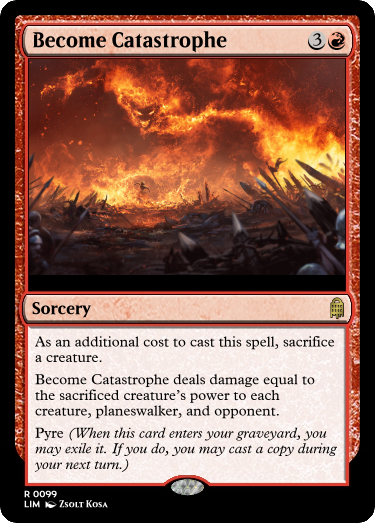 Become Catastrophe 3
Sorcery
As an additional cost to cast this spell, sacrifice
a creature.
Become Catastrophe deals damage equal to
the sacrificed creature's power to each
creature, planeswalker, and opponent.
Pyre (When this card enters your graveyard, you
may exile it. If you do, you may cast a copy during
your next turn.)
R 0099
LIM Zsolt Kosa